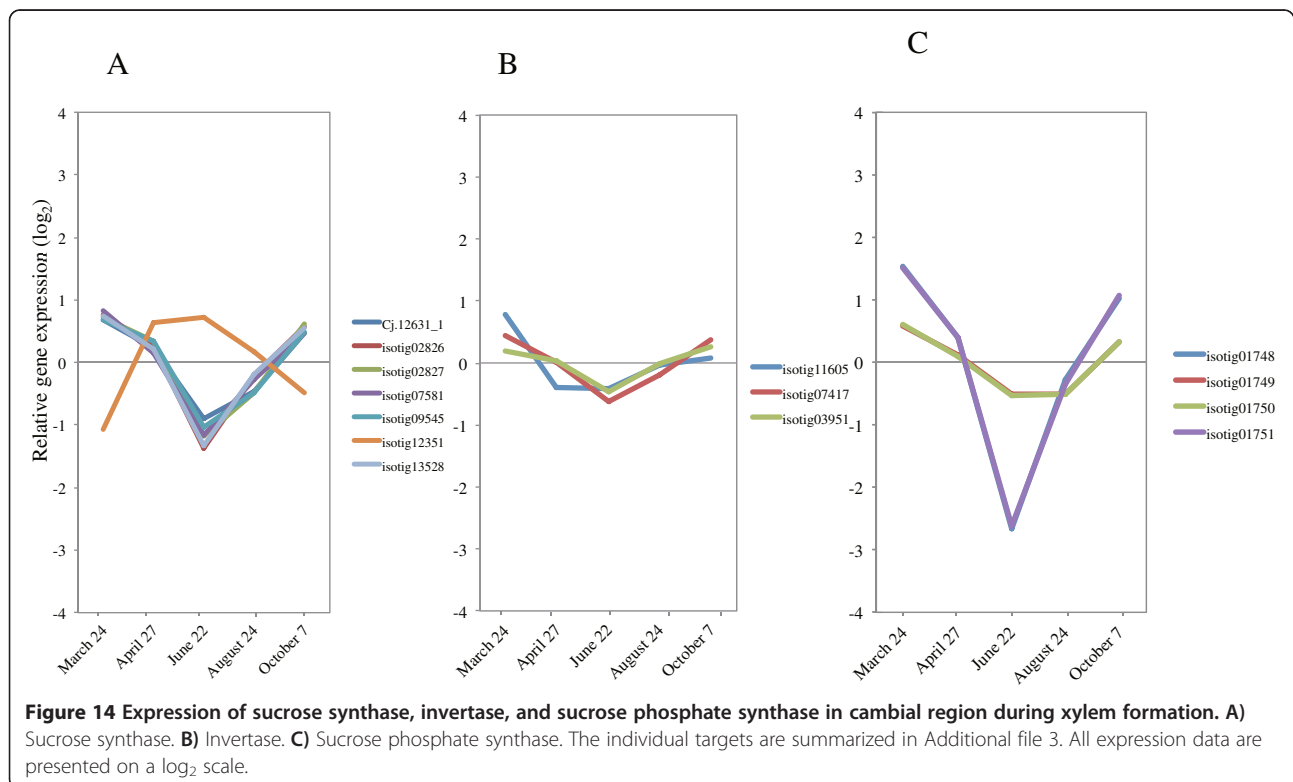 A
B
C
Relative gene expression (log2)
4
3
2
1
0
-1
-2
-3
-4
March 24
April 27
June 22
August 24
October 7
Cj.12631_1
isotig02826
isotig02827
isotig07581
isotig09545
isotig12351
isotig13528
4
3
2
1
0
-1
-2
-3
-4
March 24
April 27
June 22
August 24
October 7
isotig11605
isotig07417
isotig03951
4
3
2
1
0
-1
-2
-3
-4
March 24
April 27
June 22
August 24
October 7
isotig01748
isotig01749
isotig01750
isotig01751
Figure 14 Expression of sucrose synthase, invertase, and sucrose phosphate synthase in cambial region during xylem formation. A)
Sucrose synthase. B) Invertase. C) Sucrose phosphate synthase. The individual targets are summarized in Additional file 3. All expression data are
presented on a log2 scale.